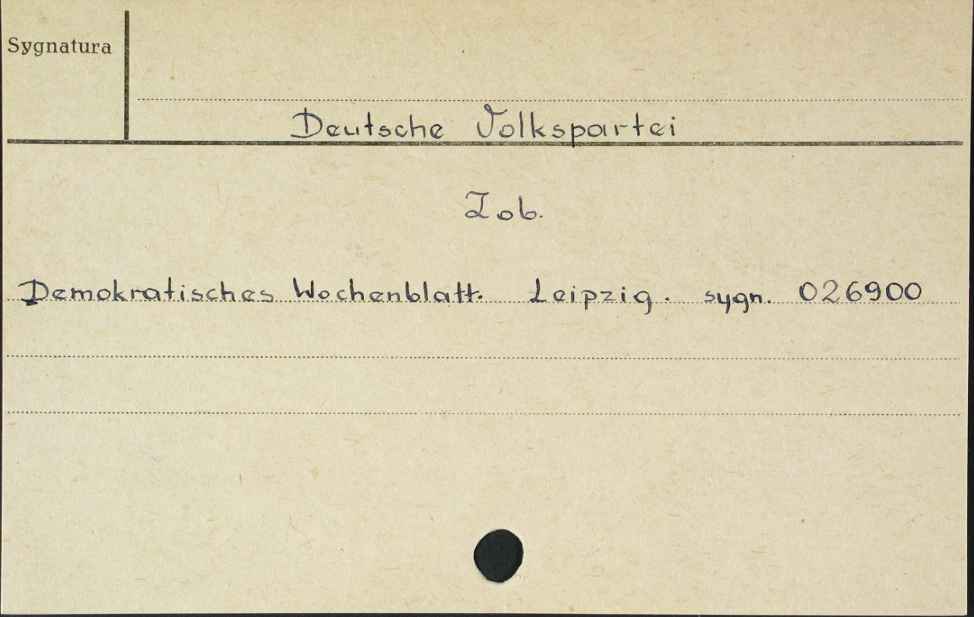 Sygnatura
Deutsche Volkspartei
Zob.
Demokratisches Wochenblatt. Leipzig. sygn. 026900